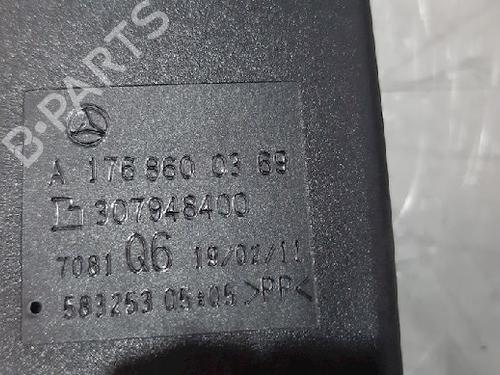 B-PARTS
A 176 860 03 69
307948400
7081 Q6 19/02/11
583253 05:05 >PP<